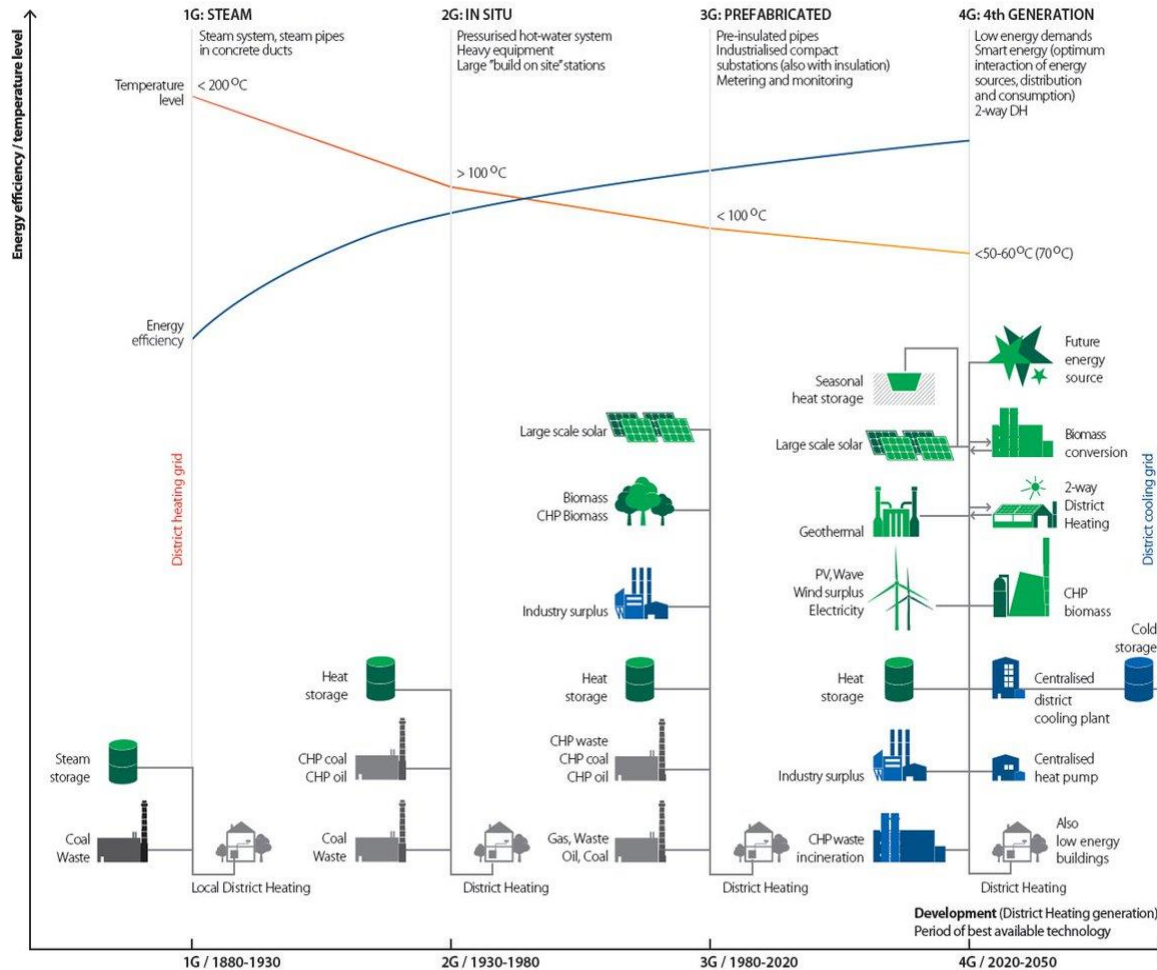 1G: STEAM
Steam system, steam pipes
in concrete ducts
2G: IN SITU
Pressurised hot-water system
Heavy equipment
Large "build on site" stations
3G: PREFABRICATED
Pre-insulated pipes
Industrialised compact
substations (also with insulation)
Metering and monitoring
4G: 4th GENERATION
Low energy demands
Smart energy (optimum
interaction of energy
sources, distribution
and consumption)
2-way DH
Energy efficiency / temperature level
Temperature
level
< 200 °C
> 100 °C
< 100 °C
<50-60°C (70°C)
Energy
efficiency
District heating grid
Steam
storage
Coal
Waste
Local District Heating
Heat
storage
CHP coal
CHP oil
Coal
Waste
District Heating
Large scale solar
Biomass
CHP Biomass
Industry surplus
Heat
storage
CHP waste
CHP coal
CHP oil
Gas, Waste
Oil, Coal
District Heating
Seasonal
heat storage
Large scale solar
Geothermal
PV, Wave
Wind surplus
Electricity
Heat
storage
Industry surplus
CHP waste
incineration
Future
energy
source
Biomass
conversion
2-way
District
Heating
CHP
biomass
Centralised
district
cooling plant
Cold
storage
Centralised
heat pump
Also
low energy
buildings
District Heating
District cooling grid
Development (District Heating generation)
Period of best available technology
1G / 1880-1930
2G / 1930-1980
3G / 1980-2020
4G / 2020-2050